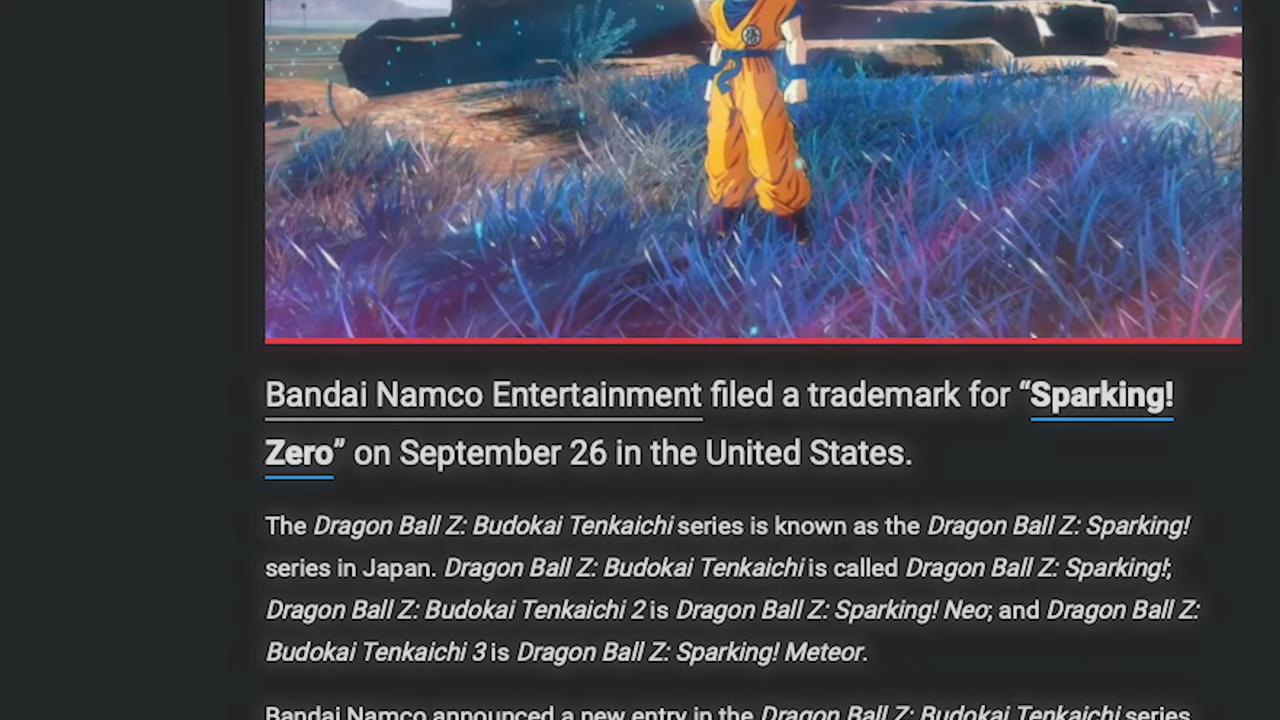 Bandai Namco Entertainment filed a trademark for “Sparking!
Zero” on September 26 in the United States.
The Dragon Ball Z: Budokai Tenkaichi series is known as the Dragon Ball Z: Sparking!
series in Japan. Dragon Ball Z: Budokai Tenkaichi is called Dragon Ball Z: Sparking!;
Dragon Ball Z: Budokai Tenkaichi 2 is Dragon Ball Z: Sparking! Neo; and Dragon Ball Z:
Budokai Tenkaichi 3 is Dragon Ball Z: Sparking! Meteor.
Bandai Namco announced a new entry in the Dragon Ball Z: Budokai Tenkaichi series